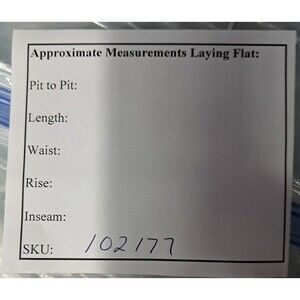 Approximate Measurements Laying Flat:
Pit to Pit:
Length:
Waist:
Rise:
Inseam:
SKU: 102177